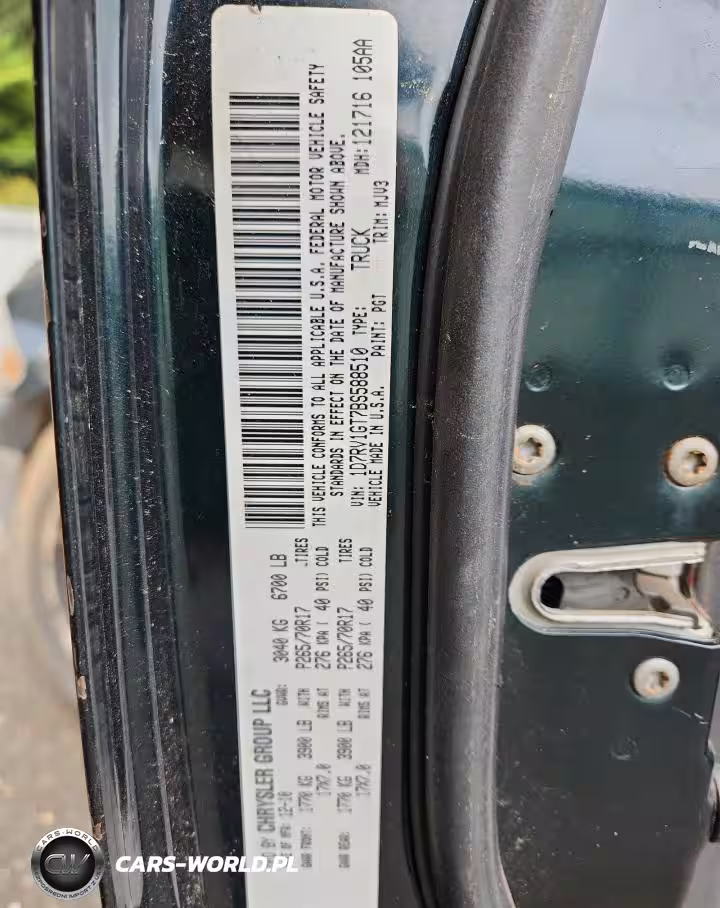 BY CHRYSLER GROUP LLC
OF MFR: 12-10 GVWR: 3040 KG 6700 LB
GAWR FRONT: WITH TIRES
1770 KG 3900 LB P265/70R17
RIMS AT
17X7.0 276 KPA ( 40 PSI) COLD
GAWR REAR: WITH TIRES
1770 KG 3900 LB P265/70R17
RIMS AT
17X7.0 276 KPA ( 40 PSI) COLD
THIS VEHICLE CONFORMS TO ALL APPLICABLE U.S.A. FEDERAL MOTOR VEHICLE SAFETY
STANDARDS IN EFFECT ON THE DATE OF MANUFACTURE SHOWN ABOVE.
VIN: 1D7RV1GT7BS588510 TYPE: TRUCK MDH: 121716 105AA
VEHICLE MADE IN U.S.A. PAINT: PGT TRIM: MJV3
CARS-WORLD
CW
CARS-WORLD.PL